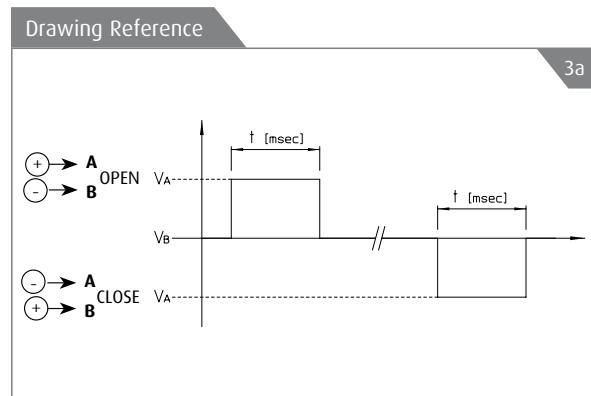 Drawing Reference
3a
t [msec]
+ A
OPEN VA
- B
t [msec]
VB
- A
CLOSE VA
+ B